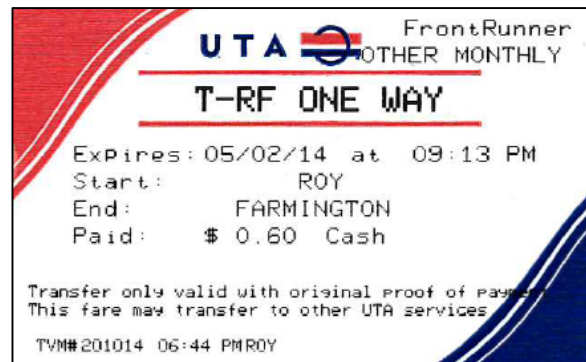 FrontRunner
UTA OTHER MONTHLY
T-RF ONE WAY
Expires: 05/02/14 at 09:13 PM
Start: ROY
End: FARMINGTON
Paid: $ 0.60 Cash
Transfer only valid with original proof of payment
This fare may transfer to other UTA services
TVM#201014 06:44 PMROY